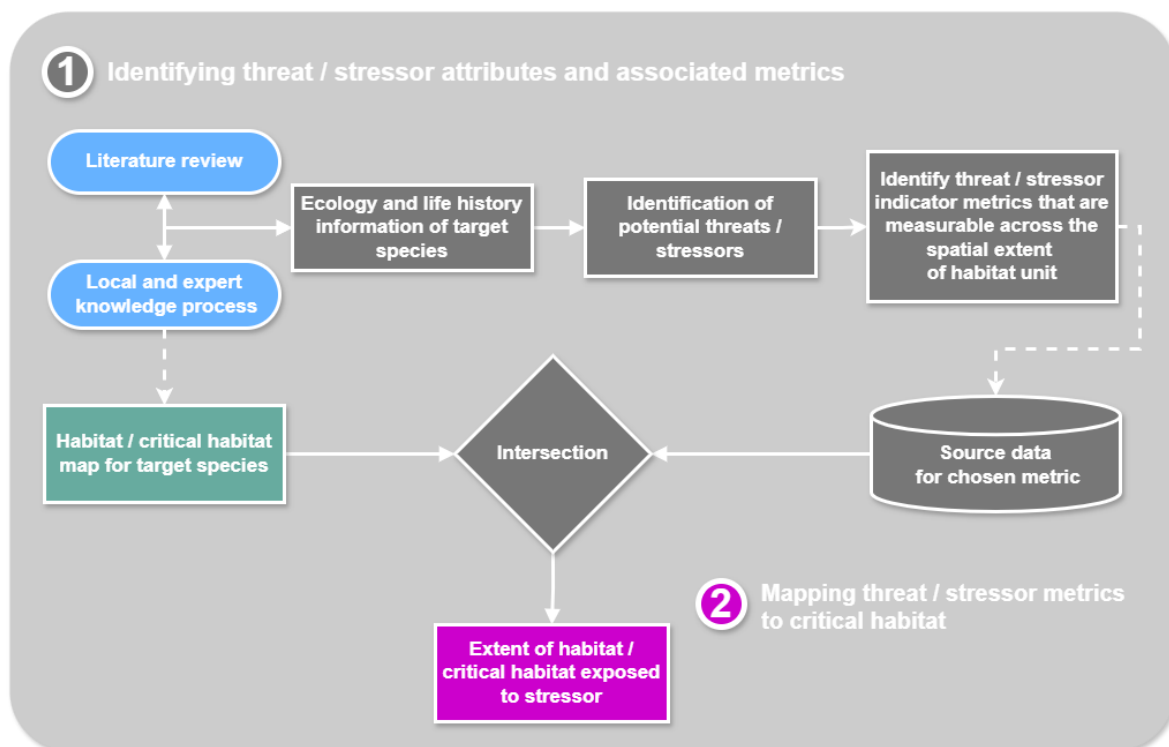 1 Identifying threat / stressor attributes and associated metrics
Literature review
Local and expert
knowledge process
Ecology and life history
information of target
species
Identification of
potential threats /
stressors
Identify threat / stressor
indicator metrics that are
measurable across the
spatial extent
of habitat unit
Habitat / critical habitat
map for target species
Intersection
Source data
for chosen metric
2 Mapping threat / stressor metrics
to critical habitat
Extent of habitat /
critical habitat exposed
to stressor